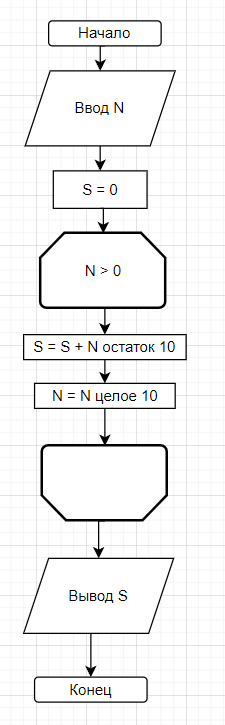 Начало
Ввод N
S = 0
N > 0
S = S + N остаток 10
N = N целое 10
Вывод S
Конец